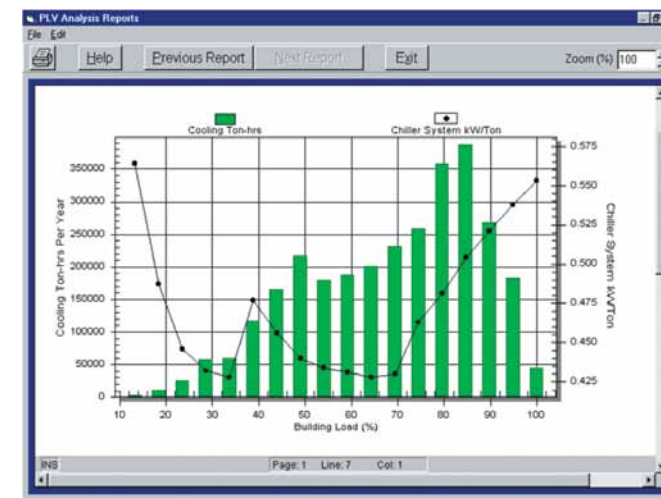 PLV Analysis Reports
File Edit
Help Previous Report Next Report Exit Zoom (%) 100
Cooling Ton-hrs Chiller System kW/Ton
Cooling Ton-hrs Per Year
350000
300000
250000
200000
150000
100000
50000
0
0.575
0.550
0.525
0.500
0.475
0.450
0.425
Chiller System kW/Ton
10 20 30 40 50 60 70 80 90 100
Building Load (%)
INS Page: 1 Line: 7 Col: 1